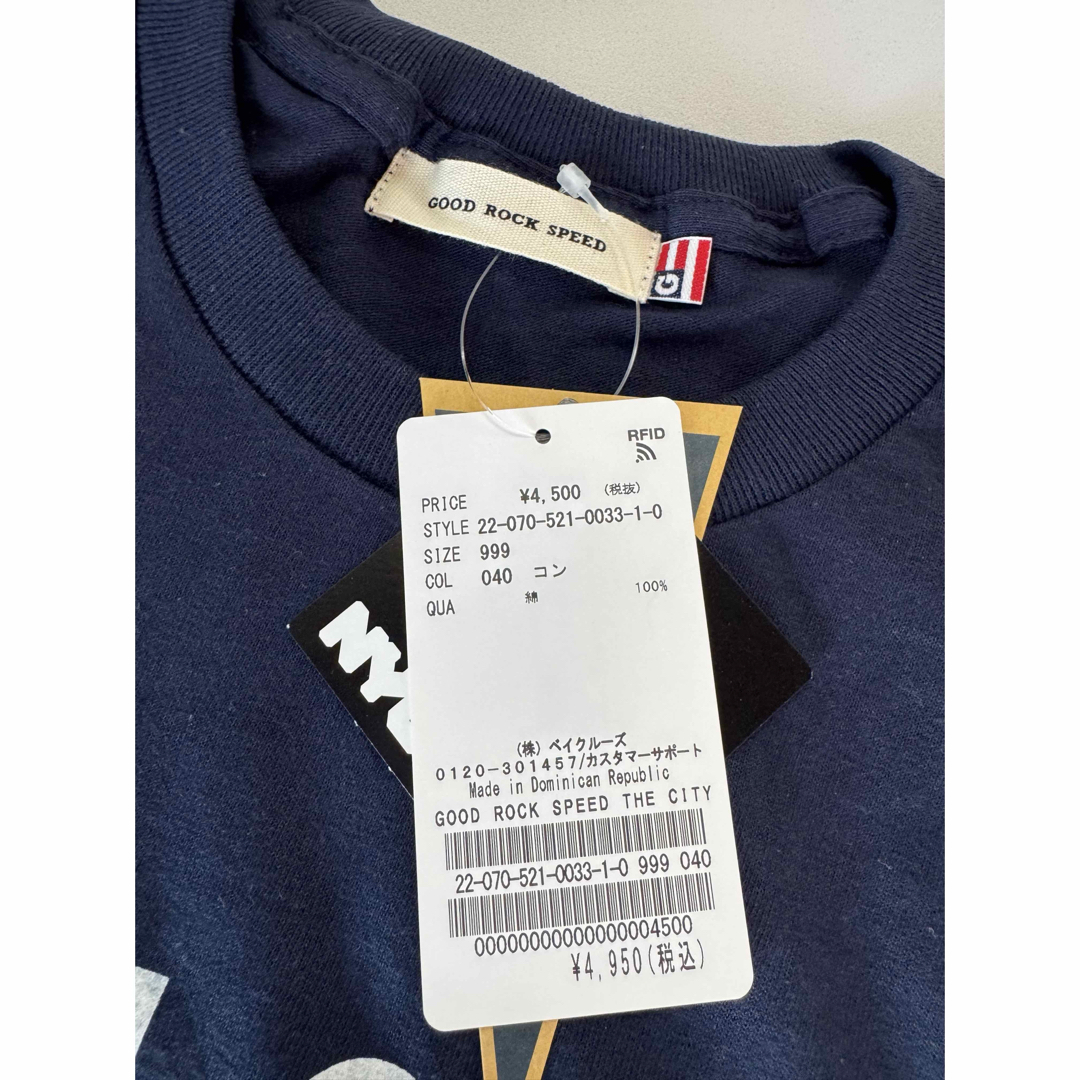 GOOD ROCK SPEED
G
RFID
PRICE ¥4,500 (税抜)
STYLE 22-070-521-0033-1-0
SIZE 999
COL 040 コン
QUA 綿 100%
NYC
(株) ベイクルーズ
0120-301457/カスタマーサポート
Made in Dominican Republic
GOOD ROCK SPEED THE CITY
22-070-521-0033-1-0 999 040
00000000000000004500
¥4,950(税込)